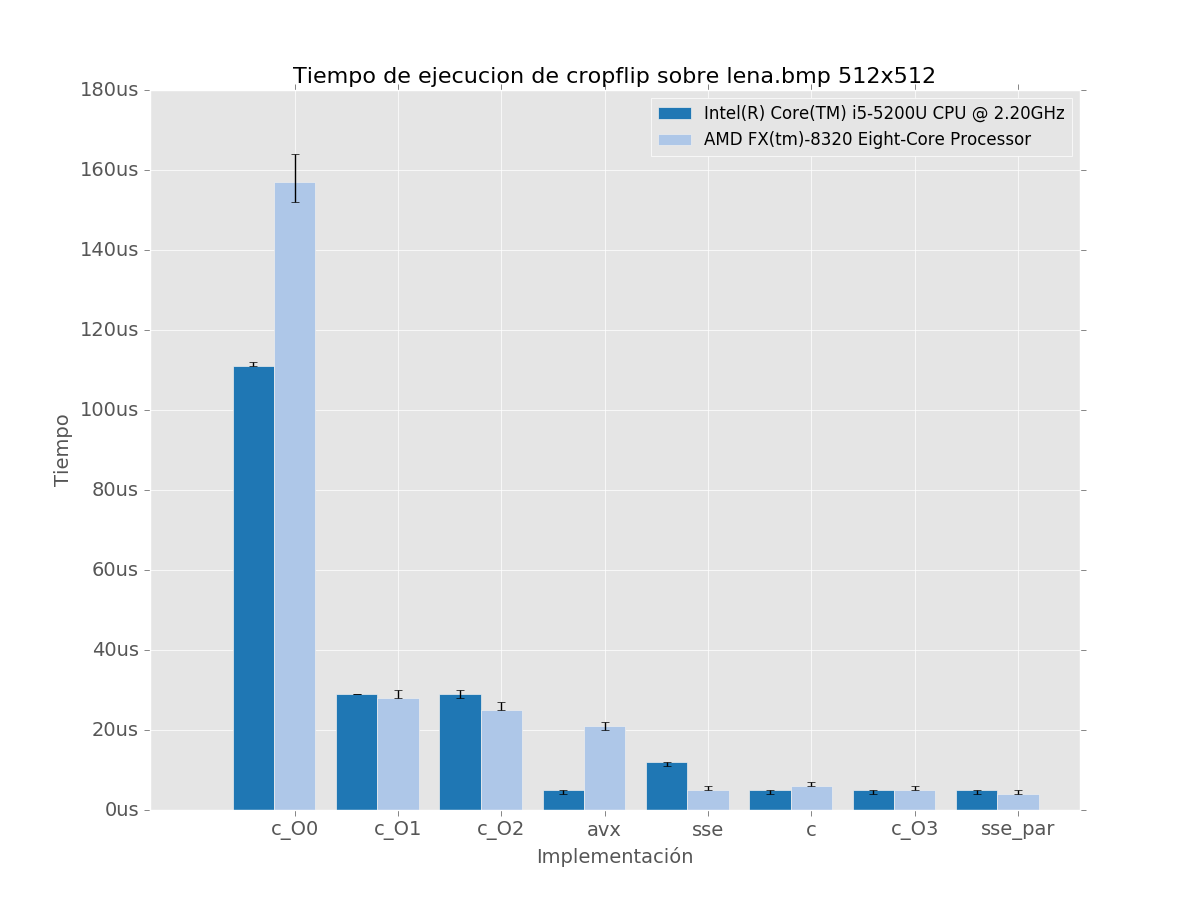 Tiempo de ejecucion de cropflip sobre lena.bmp 512x512
180us
160us
140us
120us
100us
80us
60us
40us
20us
0us
Tiempo
Intel(R) Core(TM) i5-5200U CPU @ 2.20GHz
AMD FX(tm)-8320 Eight-Core Processor
c_O0 c_O1 c_O2 avx sse c c_O3 sse_par
Implementación